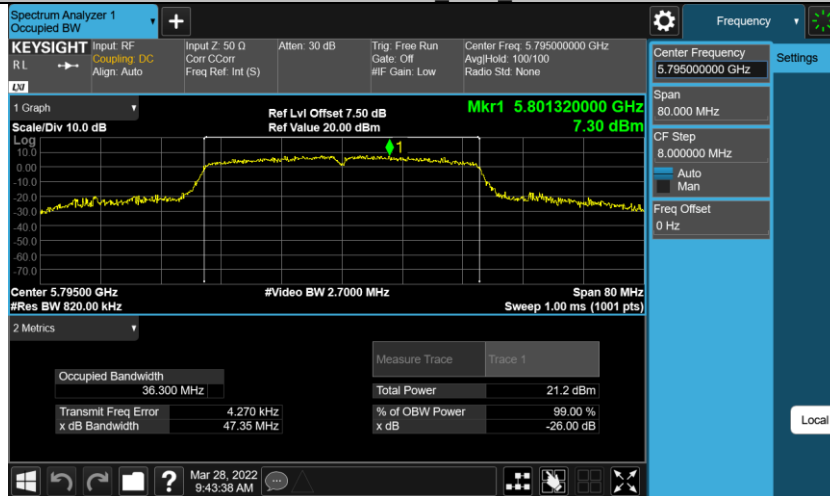 Spectrum Analyzer 1
Occupied BW
Frequency
KEYSIGHT
RL
LXI
Input: RF
Coupling: DC
Align: Auto
Input Z: 50 Ω
Corr CCorr
Freq Ref: Int (S)
Atten: 30 dB
Trig: Free Run
Gate: Off
#IF Gain: Low
Center Freq: 5.795000000 GHz
Avg|Hold: 100/100
Radio Std: None
Center Frequency
5.795000000 GHz
Settings
Span
80.000 MHz
CF Step
8.000000 MHz
Auto
Man
Freq Offset
0 Hz
Local
1 Graph
Scale/Div 10.0 dB
Ref Lvl Offset 7.50 dB
Ref Value 20.00 dBm
Mkr1 5.801320000 GHz
7.30 dBm
Log
10.0
0.00
-10.0
-20.0
-30.0
-40.0
-50.0
-60.0
-70.0
1
Center 5.79500 GHz
#Video BW 2.7000 MHz
Span 80 MHz
#Res BW 820.00 kHz
Sweep 1.00 ms (1001 pts)
2 Metrics
Measure Trace
Trace 1
Occupied Bandwidth
36.300 MHz
Total Power
21.2 dBm
Transmit Freq Error
4.270 kHz
% of OBW Power
99.00 %
x dB Bandwidth
47.35 MHz
x dB
-26.00 dB
?
Mar 28, 2022
9:43:38 AM